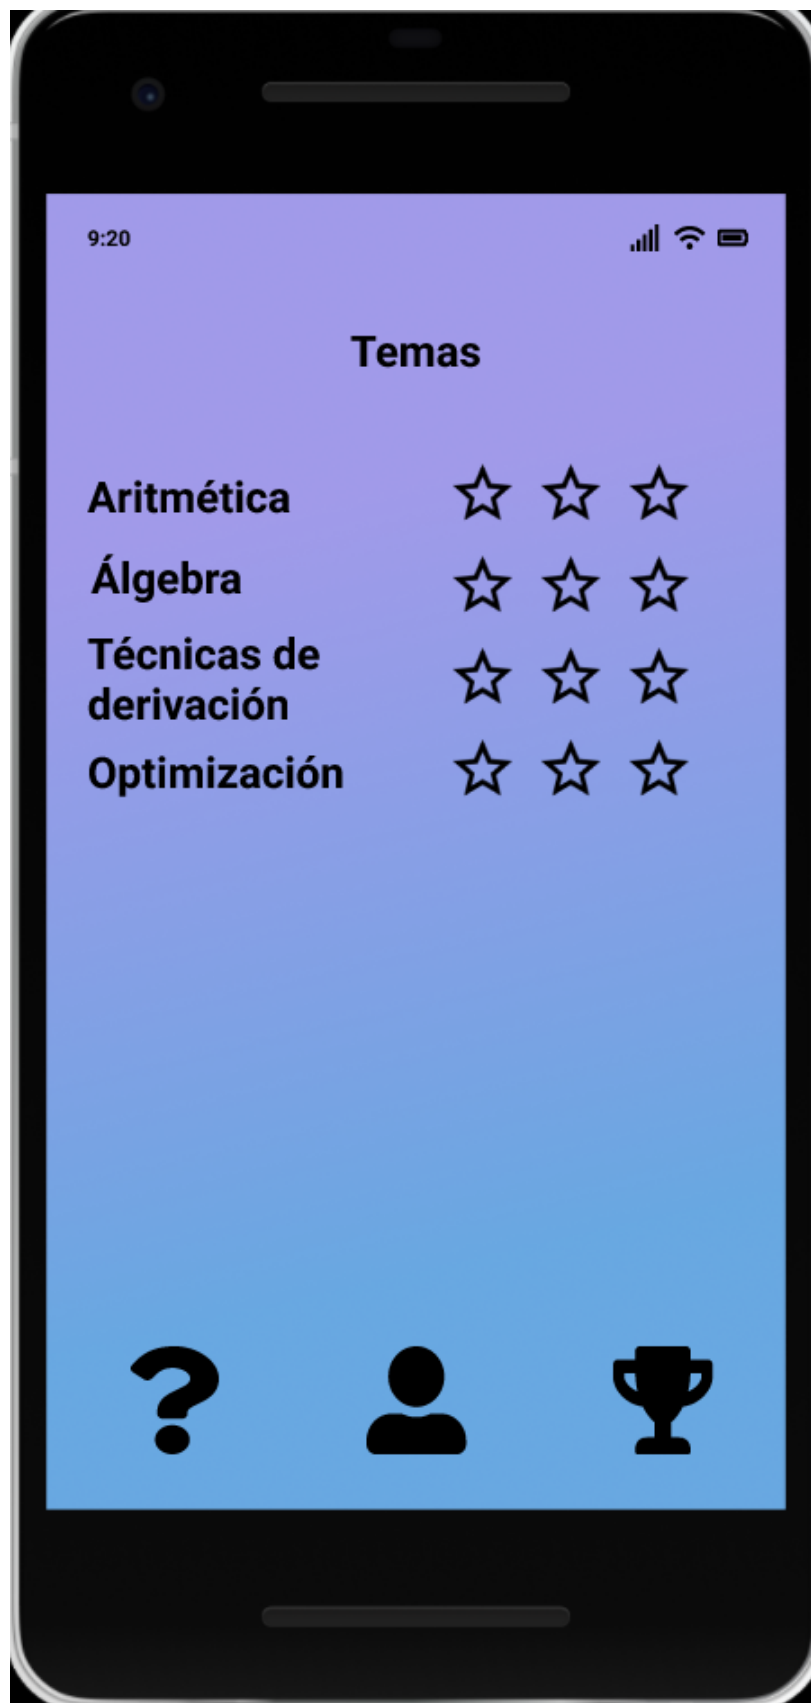 9:20
Temas
Aritmética
Álgebra
Técnicas de
derivación
Optimización